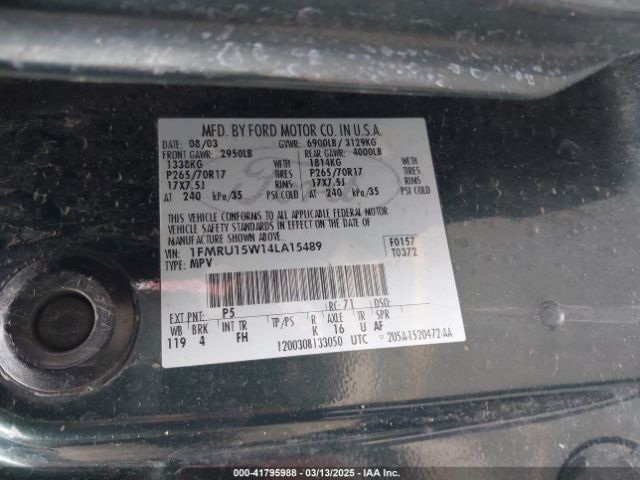 MFD. BY FORD MOTOR CO. IN U.S.A.
DATE: 08/03 GVWR: 6900LB/ 3129KG
FRONT GAWR: 2950LB REAR GAWR: 4000LB
1338KG WITH 1814KG WITH
P265/70R17 TIRES P265/70R17 TIRES
17X7.5J RIMS 17X7.5J RIMS
AT 240 kPa/35 PSI COLD AT 240 kPa/35 PSI COLD
THIS VEHICLE CONFORMS TO ALL APPLICABLE FEDERAL MOTOR
VEHICLE SAFETY STANDARDS IN EFFECT ON THE DATE OF
MANUFACTURE SHOWN ABOVE.
VIN: 1FMRU15W14LA15489 F0157
TYPE: MPV T0372
EXT PNT: P5 RC: 71 DSO:
WB BRK INT TR TP/PS R AXLE TR SPR
119 4 FH K 16 U AF
1200308133050 UTC 2U5A-1520472-AA
000-41795988 | 03/13/2025 | IAA Inc.